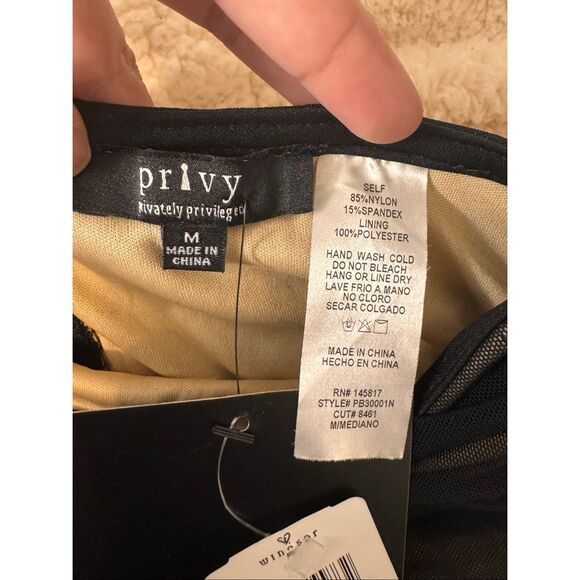 privy
privately privileged
M
MADE IN
CHINA
SELF
85%NYLON
15%SPANDEX
LINING
100%POLYESTER
HAND WASH COLD
DO NOT BLEACH
HANG OR LINE DRY
LAVE FRIO A MANO
NO CLORO
SECAR COLGADO
MADE IN CHINA
HECHO EN CHINA
RN# 145817
STYLE# PB30001N
CUT# 8461
M/MEDIANO
windsor